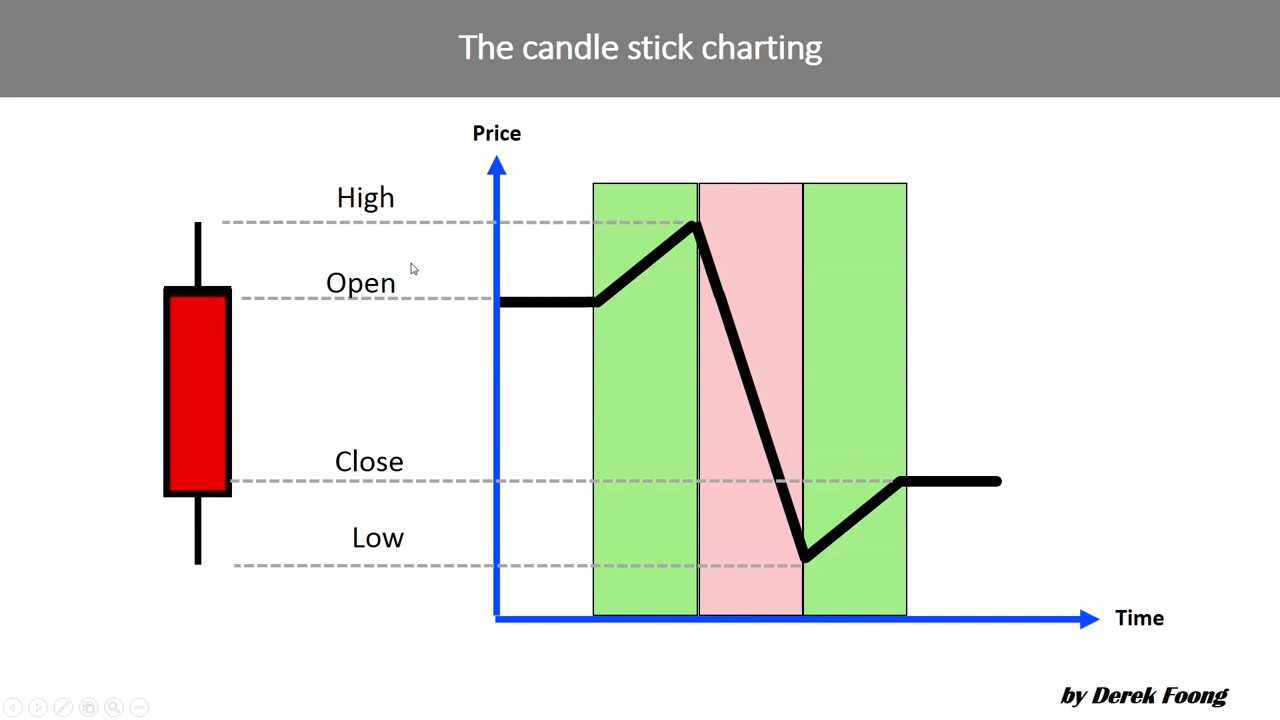 The candle stick charting
Price
High
Open
Close
Low
Time
by Derek Foong